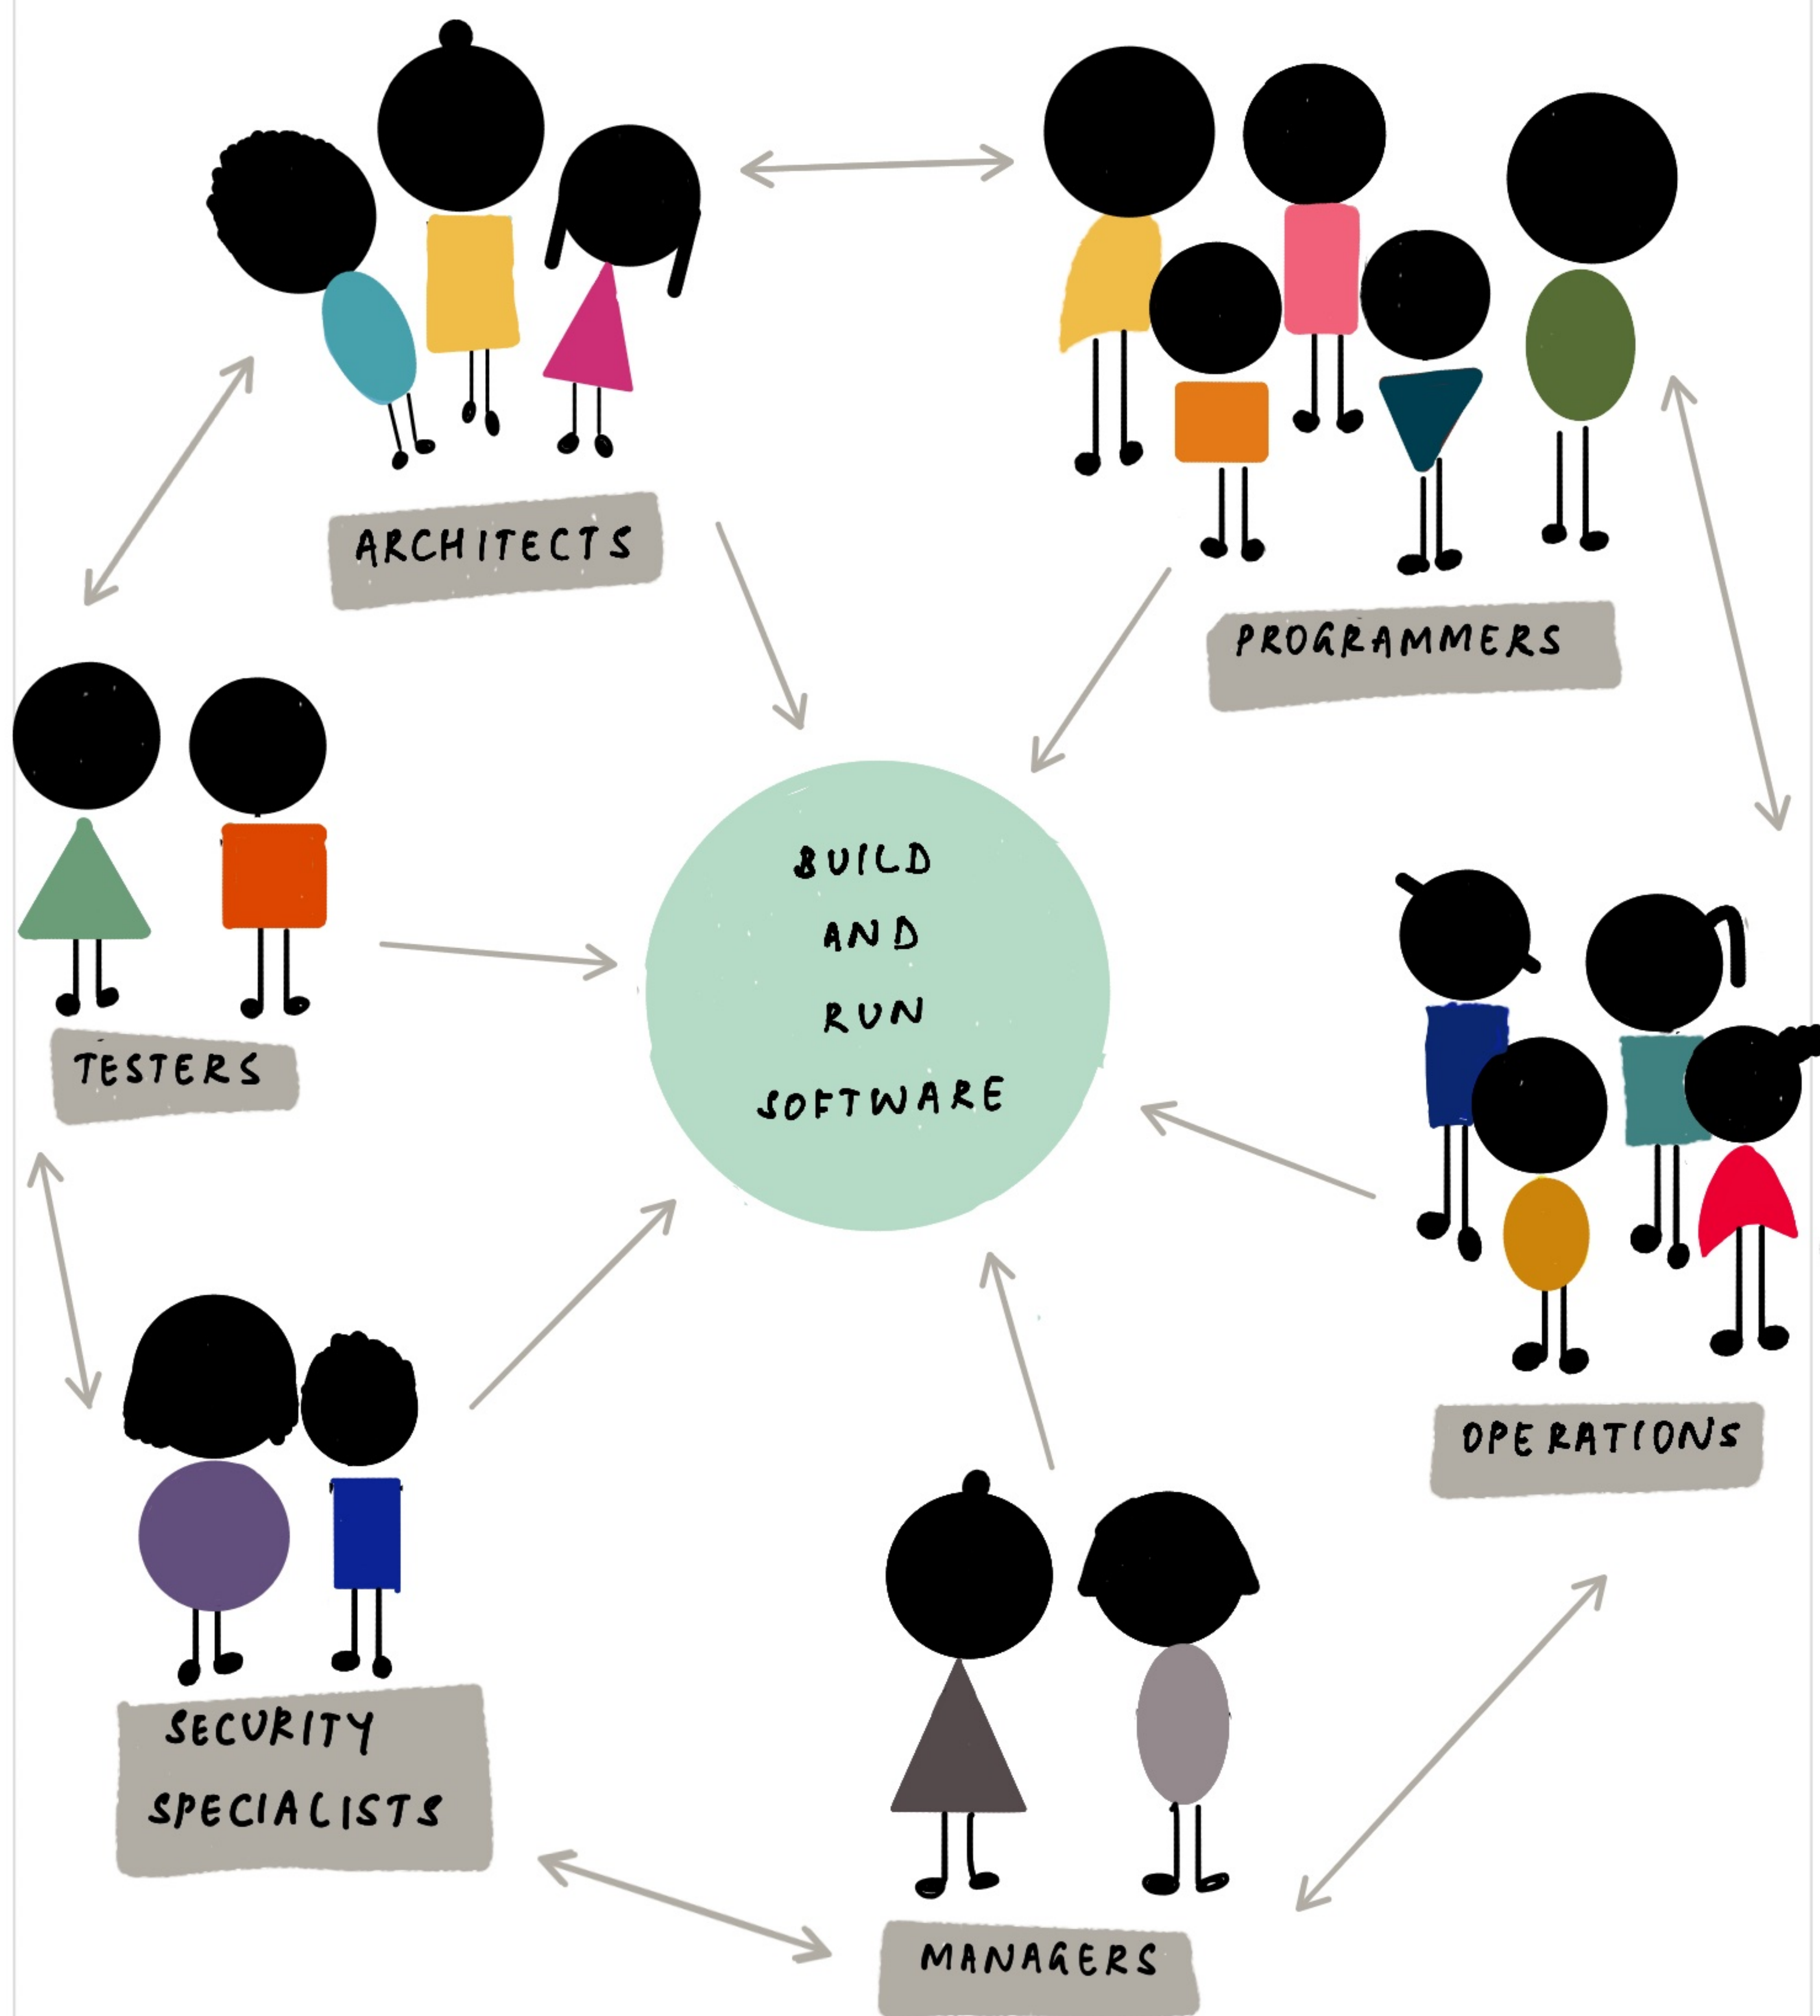 ARCHITECTS
PROGRAMMERS
BUILD
AND
RUN
SOFTWARE
TESTERS
OPERATIONS
SECURITY
SPECIALISTS
MANAGERS